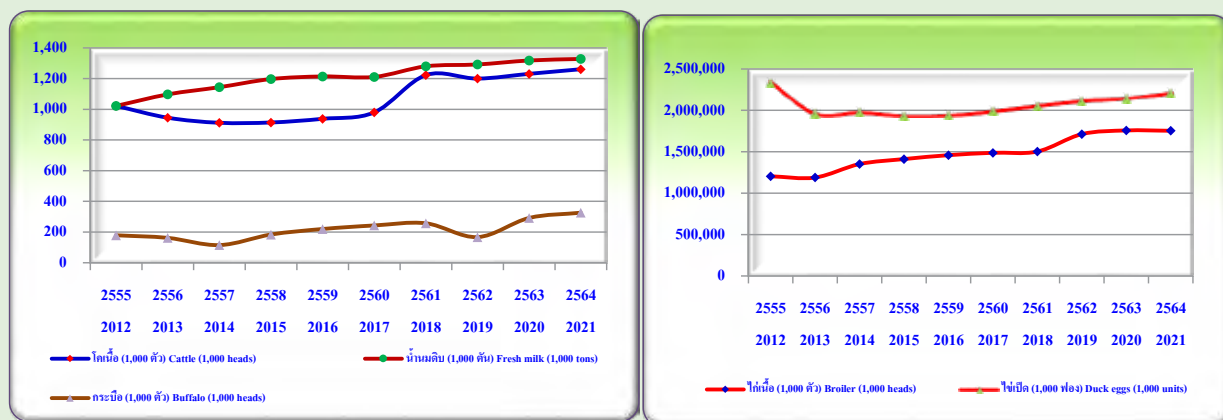 1,400
1,200
1,000
800
600
400
200
0
2555 2556 2557 2558 2559 2560 2561 2562 2563 2564
2012 2013 2014 2015 2016 2017 2018 2019 2020 2021
โคเนื้อ (1,000 ตัว) Cattle (1,000 heads) น้ำนมดิบ (1,000 ตัน) Fresh milk (1,000 tons)
กระบือ (1,000 ตัว) Buffalo (1,000 heads)
2,500,000
2,000,000
1,500,000
1,000,000
500,000
0
2555 2556 2557 2558 2559 2560 2561 2562 2563 2564
2012 2013 2014 2015 2016 2017 2018 2019 2020 2021
ไก่เนื้อ (1,000 ตัว) Broiler (1,000 heads) ไข่เป็ด (1,000 ฟอง) Duck eggs (1,000 units)